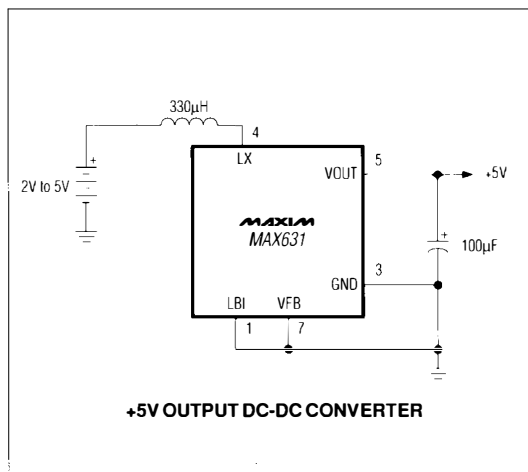 330μH
4
LX
5
VOUT
+5V
2V to 5V
+
MAXIM
MAX631
+
100μF
3
GND
LBI
VFB
1
7
+5V OUTPUT DC-DC CONVERTER